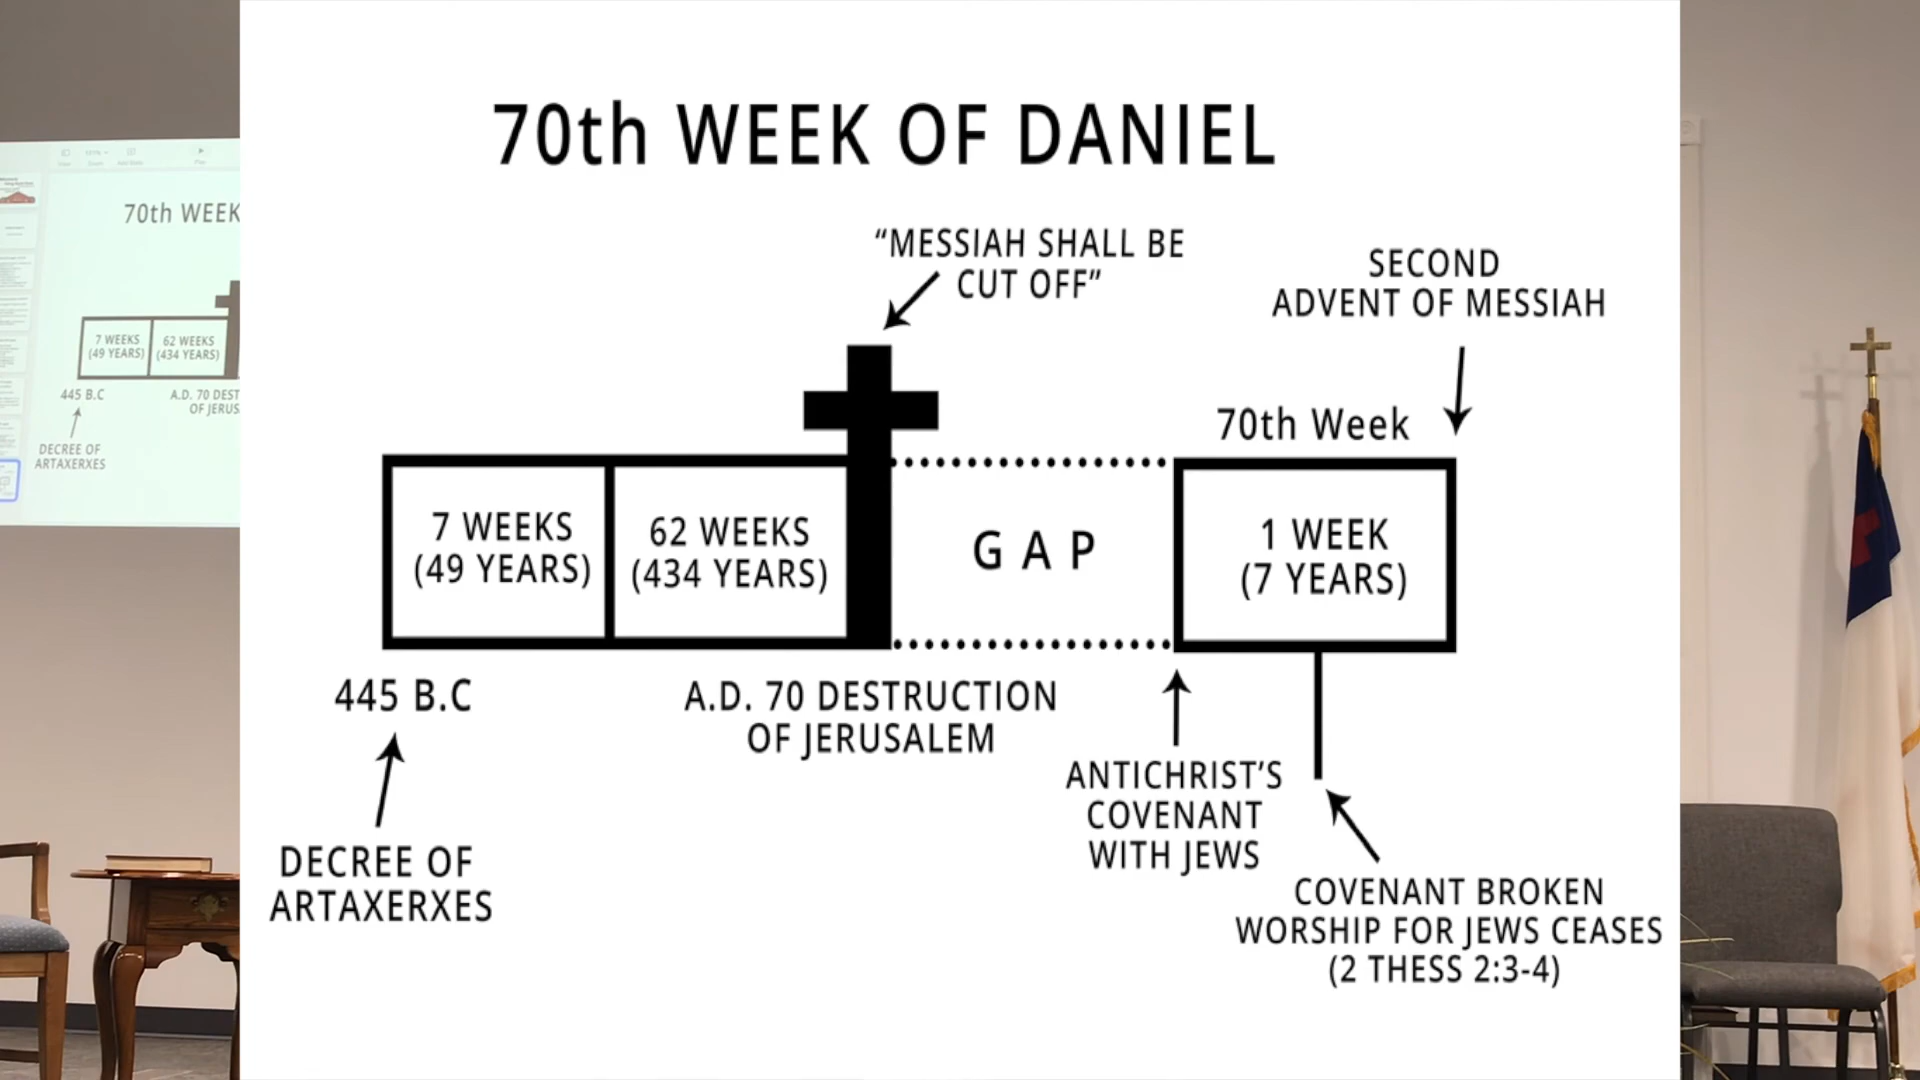 70th WEEK OF DANIEL
“MESSIAH SHALL BE
CUT OFF”
SECOND
ADVENT OF MESSIAH
70th Week
7 WEEKS
(49 YEARS)
62 WEEKS
(434 YEARS)
G A P
1 WEEK
(7 YEARS)
445 B.C
A.D. 70 DESTRUCTION
OF JERUSALEM
DECREE OF
ARTAXERXES
ANTICHRIST’S
COVENANT
WITH JEWS
COVENANT BROKEN
WORSHIP FOR JEWS CEASES
(2 THESS 2:3-4)
70th WEEK
7 WEEKS
(49 YEARS)
62 WEEKS
(434 YEARS)
445 B.C
A.D. 70 DEST
OF JERUS
DECREE OF
ARTAXERXES